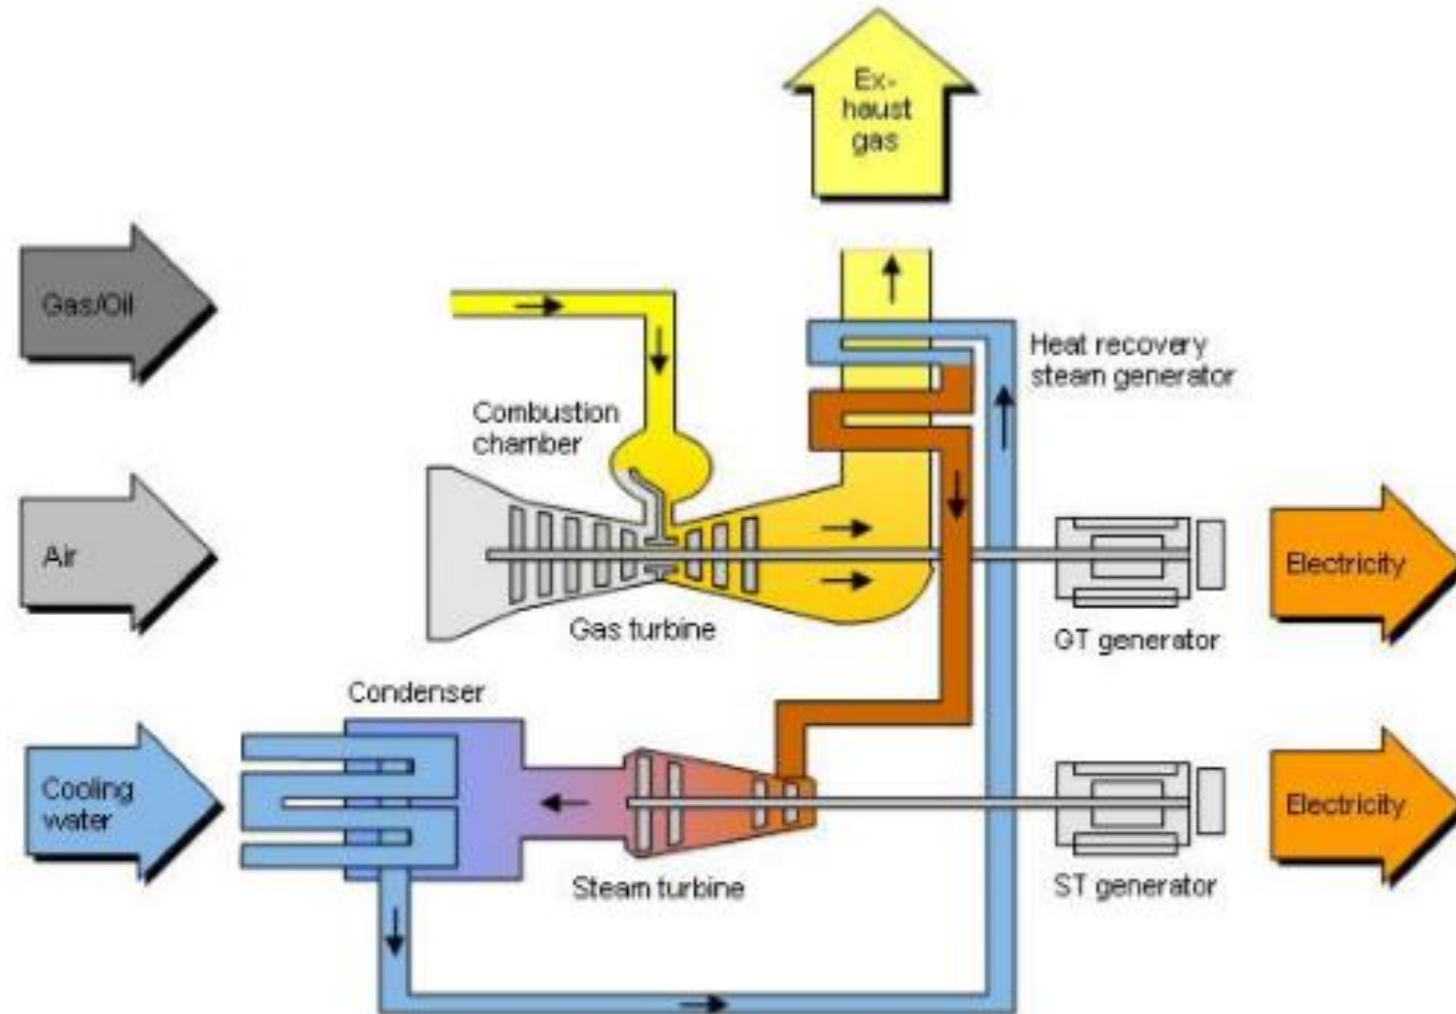 Ex-
haust
gas
Gas/Oil
Heat recovery
steam generator
Combustion
chamber
Air
Electricity
Gas turbine
GT generator
Condenser
Cooling
water
Electricity
Steam turbine
ST generator